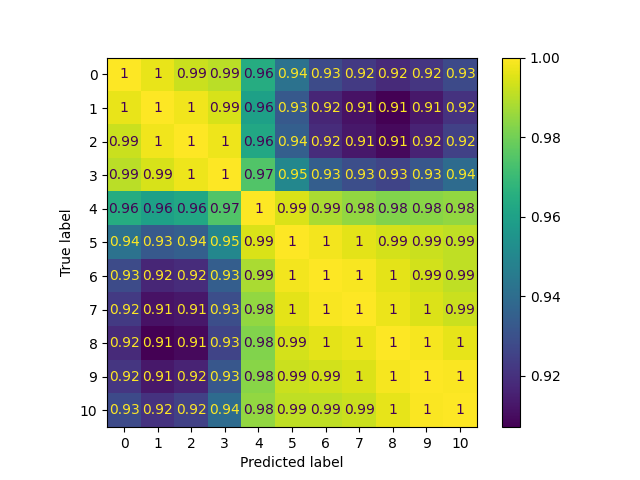 0 1 1 0.99 0.99 0.96 0.94 0.93 0.92 0.92 0.92 0.93 1.00
1 1 1 1 0.99 0.96 0.93 0.92 0.91 0.91 0.91 0.92
2 0.99 1 1 1 0.96 0.94 0.92 0.91 0.91 0.92 0.92 0.98
3 0.99 0.99 1 1 0.97 0.95 0.93 0.93 0.93 0.93 0.94
4 0.96 0.96 0.96 0.97 1 0.99 0.99 0.98 0.98 0.98 0.98 0.96
True label
5 0.94 0.93 0.94 0.95 0.99 1 1 1 0.99 0.99 0.99
6 0.93 0.92 0.92 0.93 0.99 1 1 1 1 0.99 0.99 0.94
7 0.92 0.91 0.91 0.93 0.98 1 1 1 1 1 0.99
8 0.92 0.91 0.91 0.93 0.98 0.99 1 1 1 1 1
9 0.92 0.91 0.92 0.93 0.98 0.99 0.99 1 1 1 1 0.92
10 0.93 0.92 0.92 0.94 0.98 0.99 0.99 0.99 1 1 1
0 1 2 3 4 5 6 7 8 9 10
Predicted label